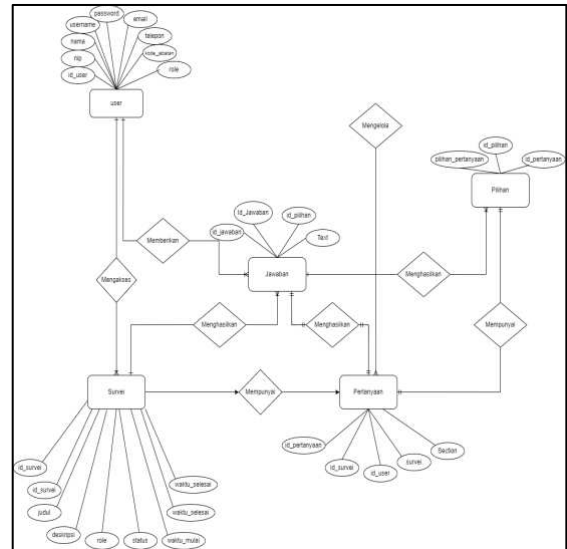 password
email
username
telepon
nama
nip
id_user
role
user
Mengelola
id_pilihan
pilihan_pertanyaan
id_pertanyaan
Pilihan
Id_Jawaban
id_pilihan
id_jawaban
Text
Memberikan
Jawaban
Mengakses
Menghasilkan
Menghasilkan
Menghasilkan
Mempunyai
Survei
Mempunyai
Pertanyaan
id_pertanyaan
Section
id_survei
survei
id_user
id_survei
id_survei
judul
deskripsi
role
status
waktu_mulai
waktu_selesai
waktu_selesai